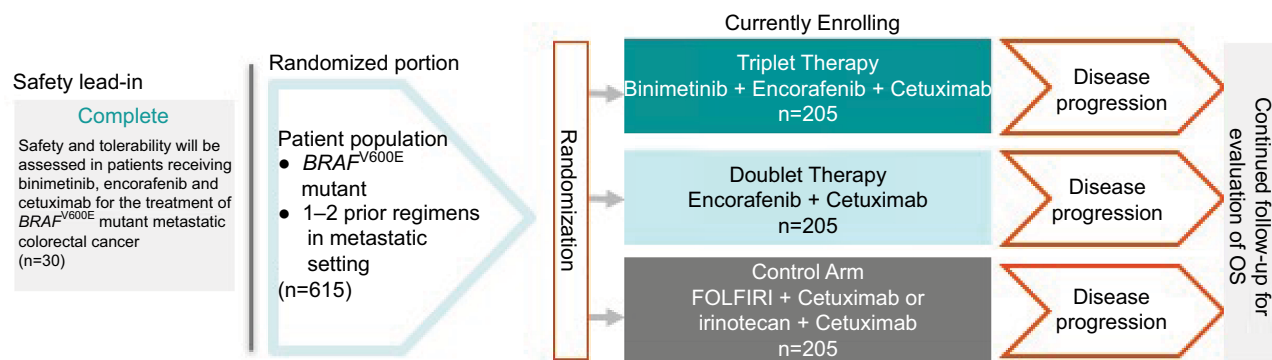 Safety lead-in
Complete
Safety and tolerability will be
assessed in patients receiving
binimetinib, encorafenib and
cetuximab for the treatment of
BRAFV600E mutant metastatic
colorectal cancer
(n=30)
Randomized portion
Patient population
● BRAFV600E
mutant
● 1–2 prior regimens
in metastatic
setting
(n=615)
Randomization
Currently Enrolling
Triplet Therapy
Binimetinib + Encorafenib + Cetuximab
n=205
Disease
progression
Doublet Therapy
Encorafenib + Cetuximab
n=205
Disease
progression
Control Arm
FOLFIRI + Cetuximab or
irinotecan + Cetuximab
n=205
Disease
progression
Continued follow-up for
evaluation of OS